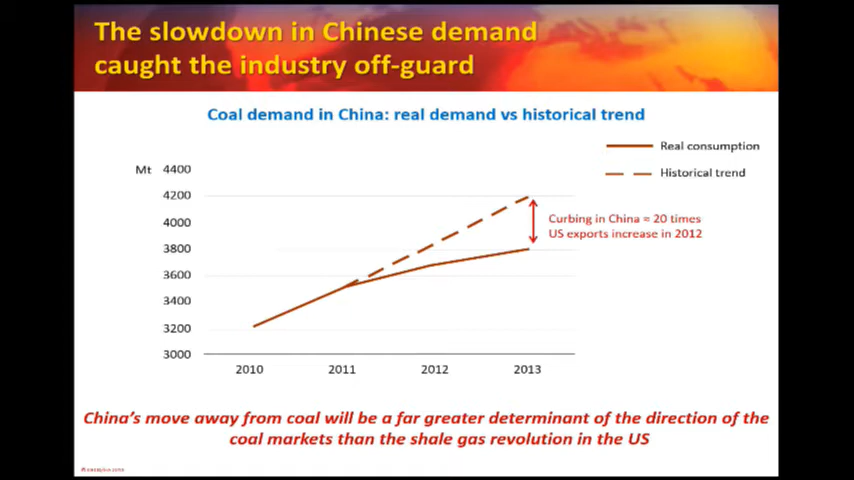 The slowdown in Chinese demand
caught the industry off-guard
Coal demand in China: real demand vs historical trend
Real consumption
Historical trend
Mt
4400
4200
4000
3800
3600
3400
3200
3000
Curbing in China ≈ 20 times
US exports increase in 2012
2010 2011 2012 2013
China's move away from coal will be a far greater determinant of the direction of the
coal markets than the shale gas revolution in the US